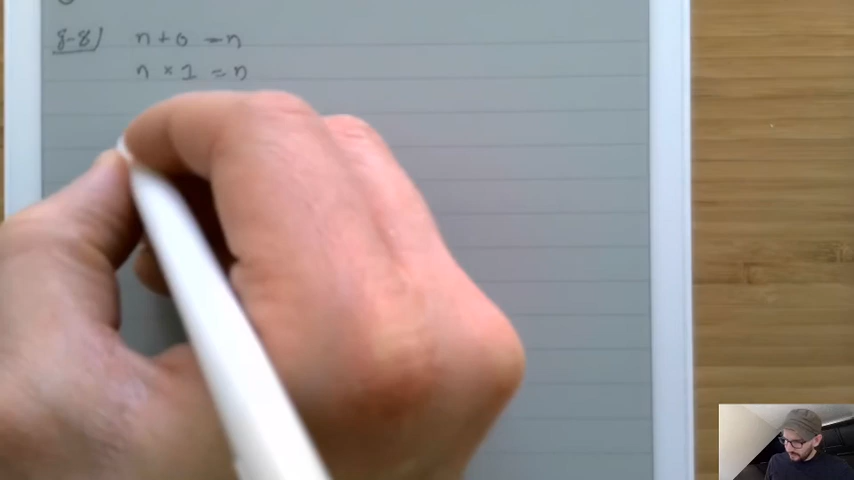 8-8) n + 0 = n
n × 1 = n